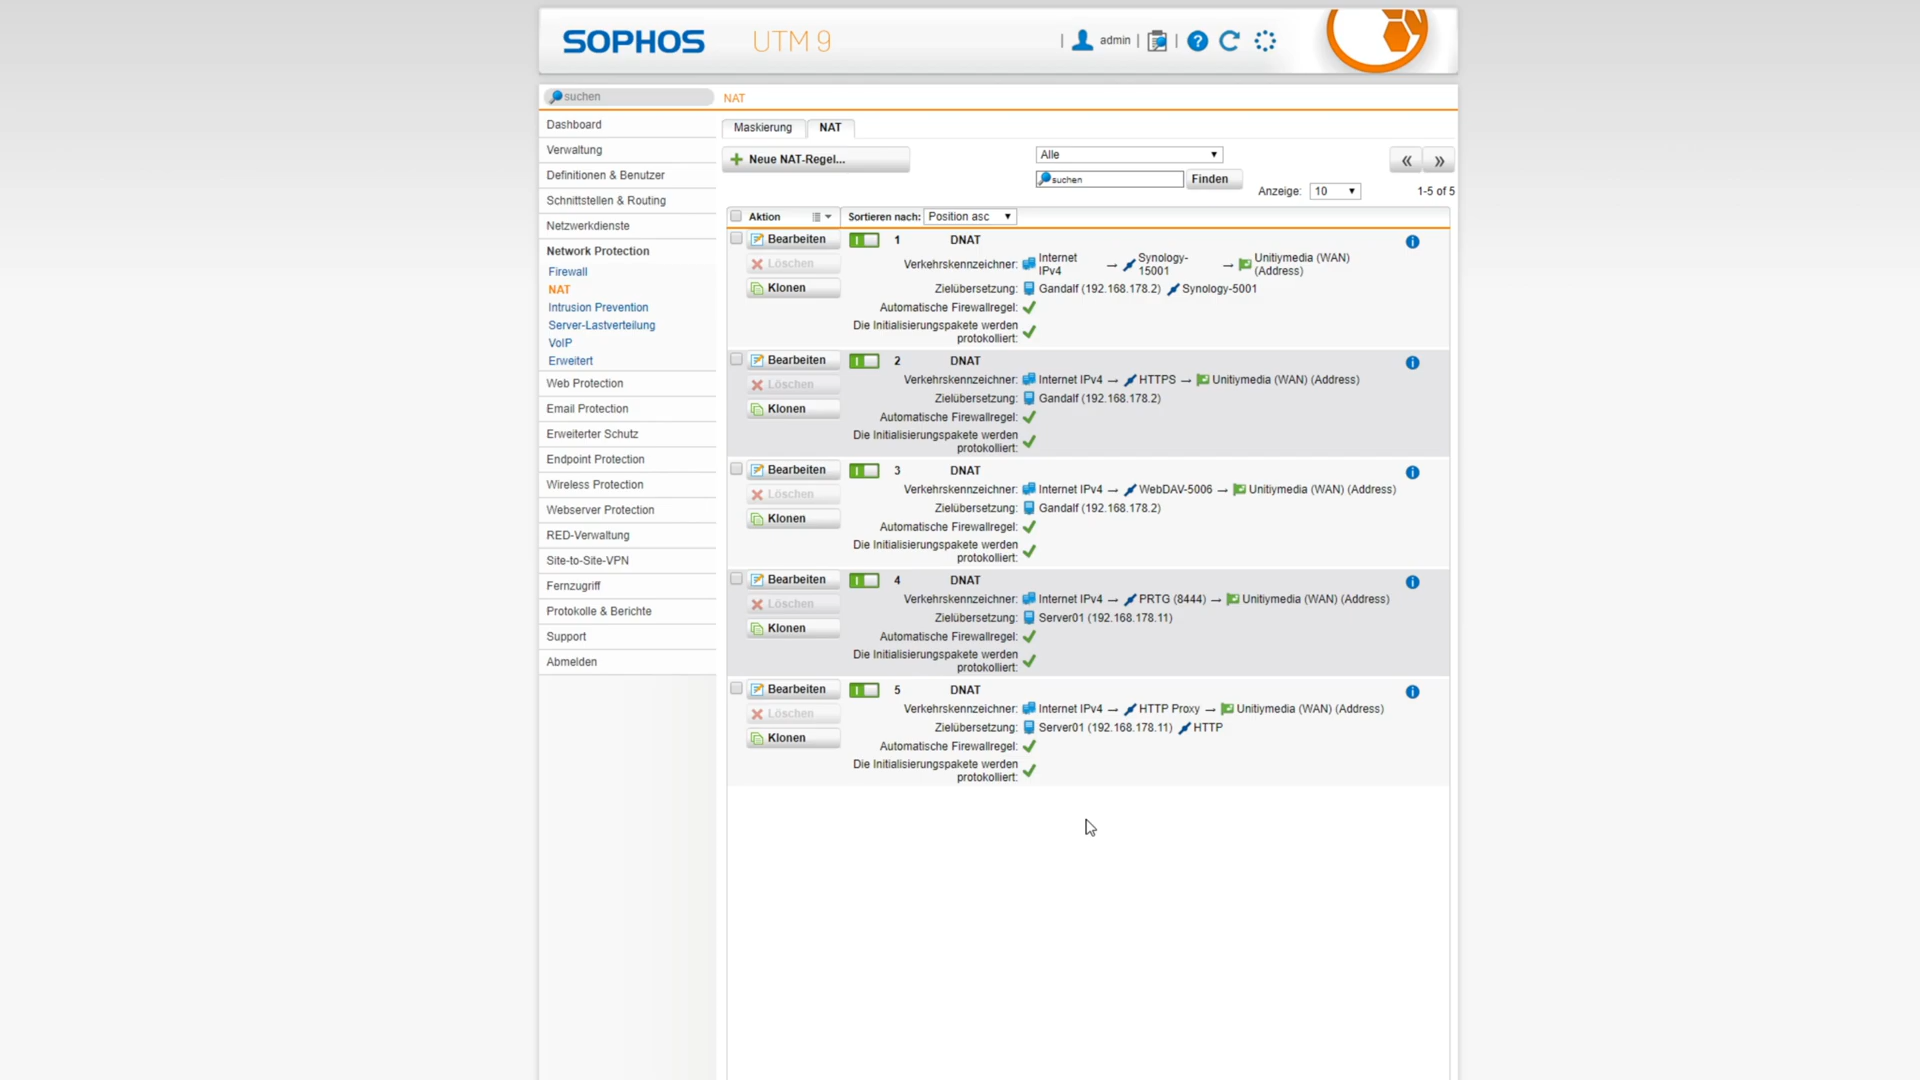 SOPHOS UTM 9
| admin | | ?
suchen
NAT
Dashboard
Verwaltung
Definitionen & Benutzer
Schnittstellen & Routing
Netzwerkdienste
Network Protection
Firewall
NAT
Intrusion Prevention
Server-Lastverteilung
VoIP
Erweitert
Web Protection
Email Protection
Erweiterter Schutz
Endpoint Protection
Wireless Protection
Webserver Protection
RED-Verwaltung
Site-to-Site-VPN
Fernzugriff
Protokolle & Berichte
Support
Abmelden
Maskierung NAT
Neue NAT-Regel...
Alle
suchen Finden
« »
Anzeige: 10 1-5 of 5
Aktion Sortieren nach: Position asc
Bearbeiten 1 DNAT
Löschen
Klonen
Verkehrskennzeichner: Internet IPv4 → Synology-15001 → Unitiymedia (WAN) (Address)
Zielübersetzung: Gandalf (192.168.178.2) Synology-5001
Automatische Firewallregel:
Die Initialisierungspakete werden
protokolliert:
Bearbeiten 2 DNAT
Löschen
Klonen
Verkehrskennzeichner: Internet IPv4 → HTTPS → Unitiymedia (WAN) (Address)
Zielübersetzung: Gandalf (192.168.178.2)
Automatische Firewallregel:
Die Initialisierungspakete werden
protokolliert:
Bearbeiten 3 DNAT
Löschen
Klonen
Verkehrskennzeichner: Internet IPv4 → WebDAV-5006 → Unitiymedia (WAN) (Address)
Zielübersetzung: Gandalf (192.168.178.2)
Automatische Firewallregel:
Die Initialisierungspakete werden
protokolliert:
Bearbeiten 4 DNAT
Löschen
Klonen
Verkehrskennzeichner: Internet IPv4 → PRTG (8444) → Unitiymedia (WAN) (Address)
Zielübersetzung: Server01 (192.168.178.11)
Automatische Firewallregel:
Die Initialisierungspakete werden
protokolliert:
Bearbeiten 5 DNAT
Löschen
Klonen
Verkehrskennzeichner: Internet IPv4 → HTTP Proxy → Unitiymedia (WAN) (Address)
Zielübersetzung: Server01 (192.168.178.11) HTTP
Automatische Firewallregel:
Die Initialisierungspakete werden
protokolliert: